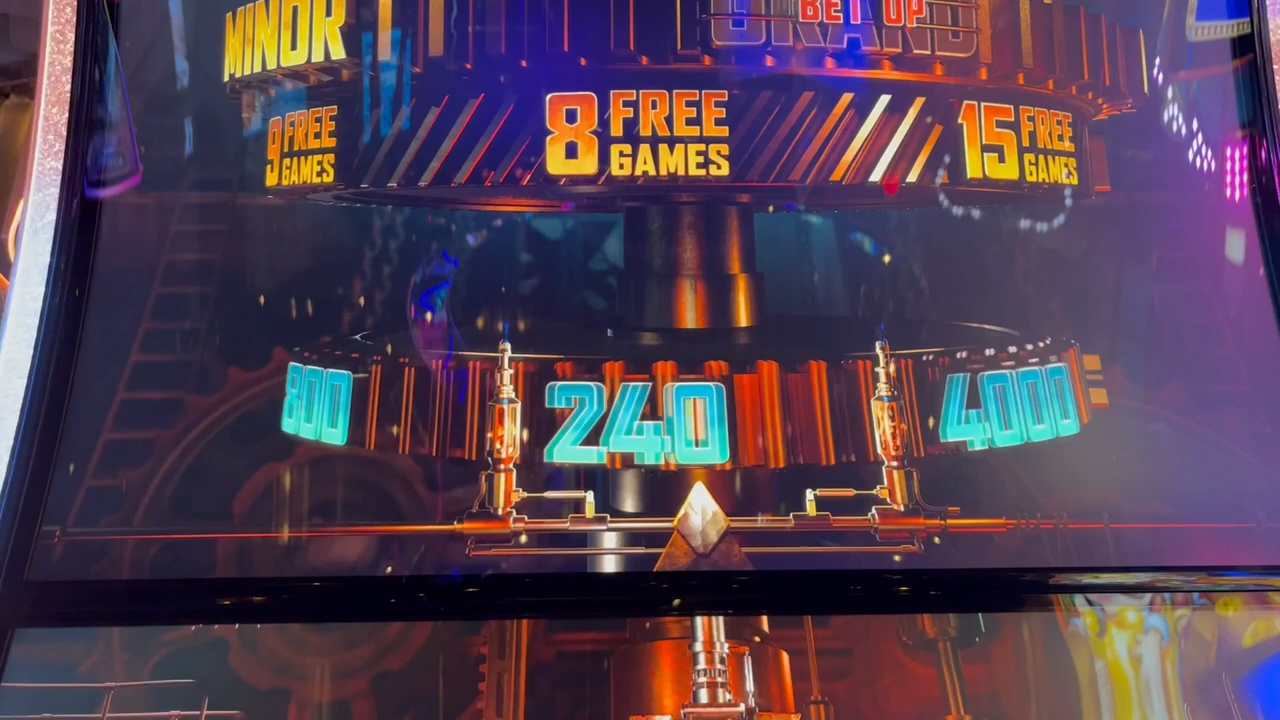 MINOR
BET UP
GRAND
9 FREE GAMES
8 FREE GAMES
15 FREE GAMES
800
240
4000